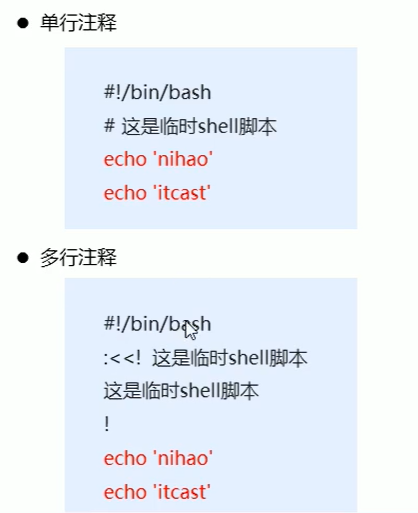 ● 单行注释
#!/bin/bash
# 这是临时shell脚本
echo 'nihao'
echo 'itcast'
● 多行注释
#!/bin/bash
:<<! 这是临时shell脚本
这是临时shell脚本
!
echo 'nihao'
echo 'itcast'